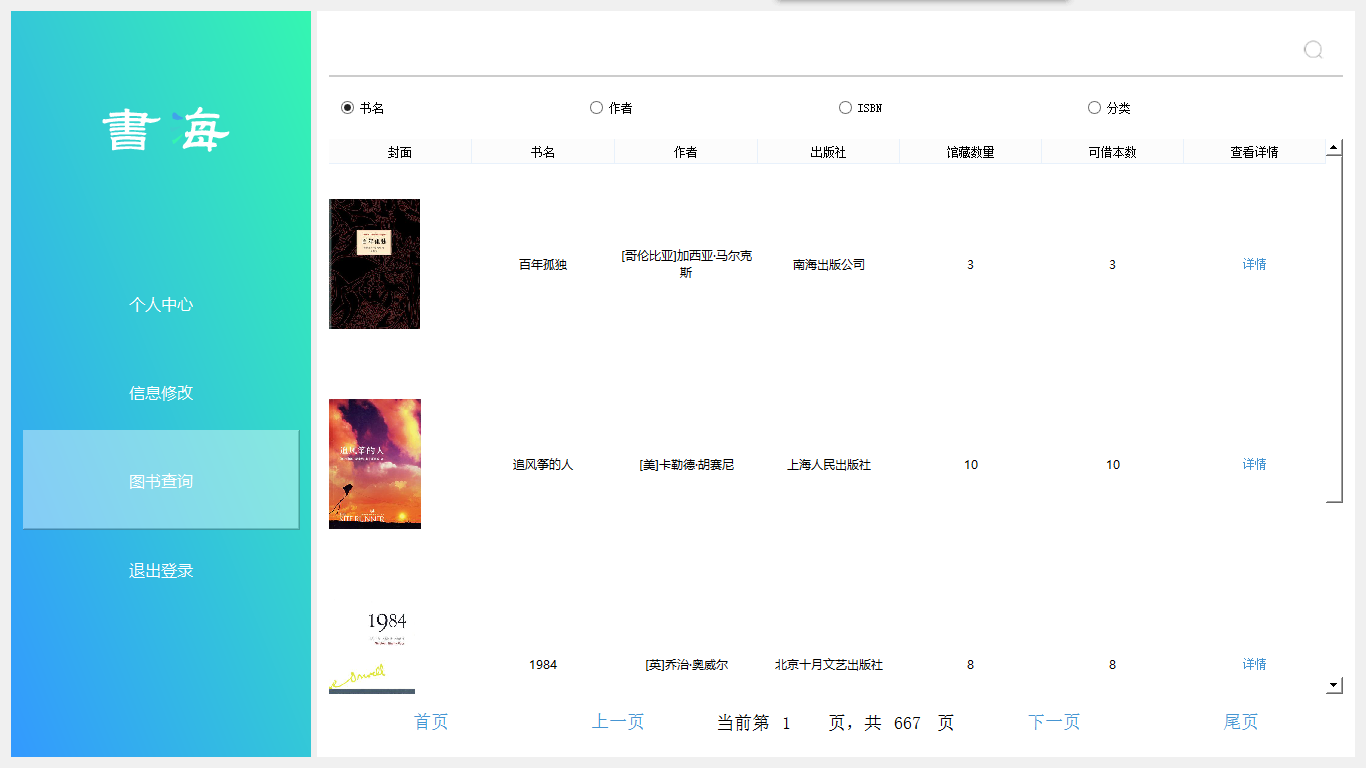 書海
个人中心
信息修改
图书查询
退出登录
书名
作者
ISBN
分类
封面
书名
作者
出版社
馆藏数量
可借本数
查看详情
百年孤独
[哥伦比亚]加西亚·马尔克
斯
南海出版公司
3
3
详情
追风筝的人
追风筝的人
[美]卡勒德·胡赛尼
上海人民出版社
10
10
详情
1984
1984
[英]乔治·奥威尔
北京十月文艺出版社
8
8
详情
首页
上一页
当前第 1 页，共 667 页
下一页
尾页